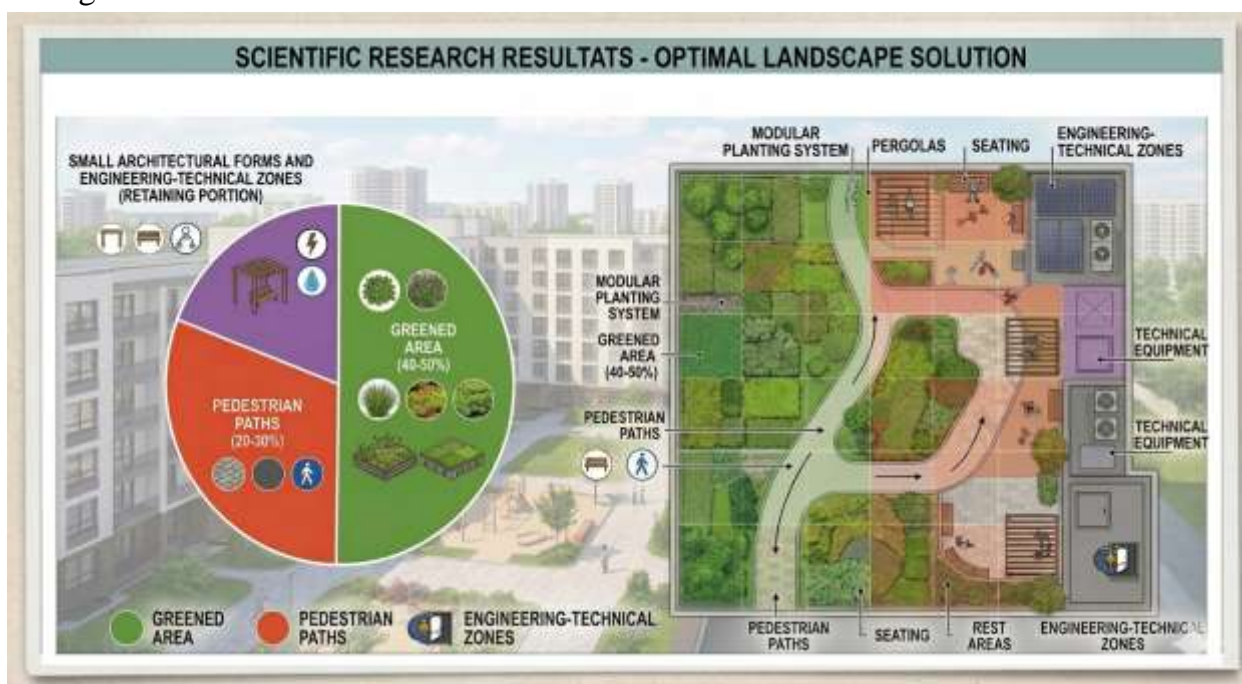 SCIENTIFIC RESEARCH RESULTATS - OPTIMAL LANDSCAPE SOLUTION
SMALL ARCHITECTURAL FORMS AND
ENGINEERING-TECHNICAL ZONES
(RETAINING PORTION)
GREENED
AREA
(40-50%)
PEDESTRIAN
PATHS
(20-30%)
MODULAR
PLANTING SYSTEM
PERGOLAS
SEATING
ENGINEERING-
TECHNICAL ZONES
MODULAR
PLANTING
SYSTEM
GREENED
AREA
(40-50%)
PEDESTRIAN
PATHS
TECHNICAL
EQUIPMENT
TECHNICAL
EQUIPMENT
PEDESTRIAN
PATHS
SEATING
REST
AREAS
ENGINEERING-TECHNICAL
ZONES
GREENED
AREA
PEDESTRIAN
PATHS
ENGINEERING-TECHNICAL
ZONES